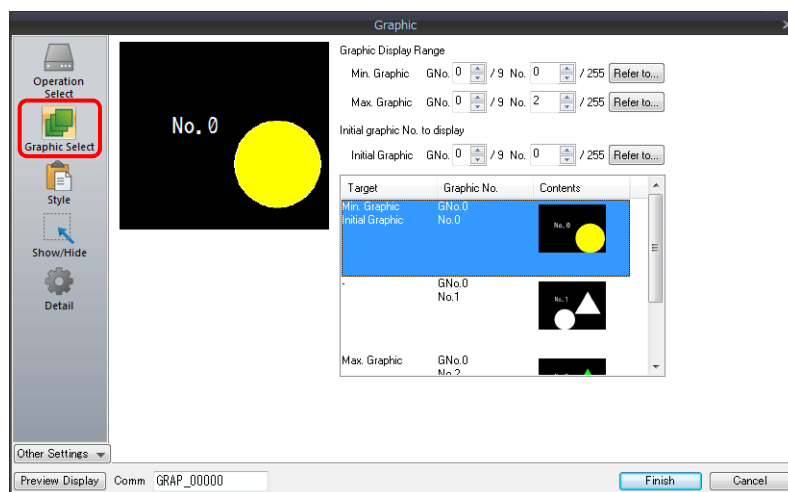 Graphic
Operation
Select
Graphic Select
Style
Show/Hide
Detail
Other Settings
No.0
Graphic Display Range
Min. Graphic GNo. 0 / 9 No. 0 / 255 Refer to...
Max. Graphic GNo. 0 / 9 No. 2 / 255 Refer to...
Initial graphic No. to display
Initial Graphic GNo. 0 / 9 No. 0 / 255 Refer to...
Target Graphic No. Contents
Min. Graphic GNo.0
Initial Graphic No.0
No.0
- GNo.0
No.1
No.1
Max. Graphic GNo.0
No.2
Preview Display Comm GRAP_00000 Finish Cancel